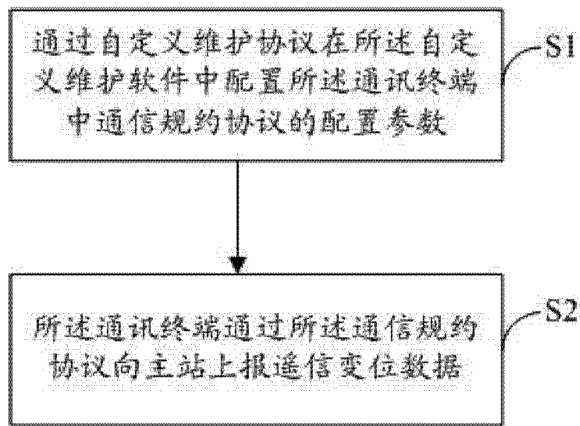 通过自定义维护协议在所述自定
义维护软件中配置所述通讯终端
中通信规约协议的配置参数
S1
所述通讯终端通过所述通信规约
协议向主站上报遥信变位数据
S2